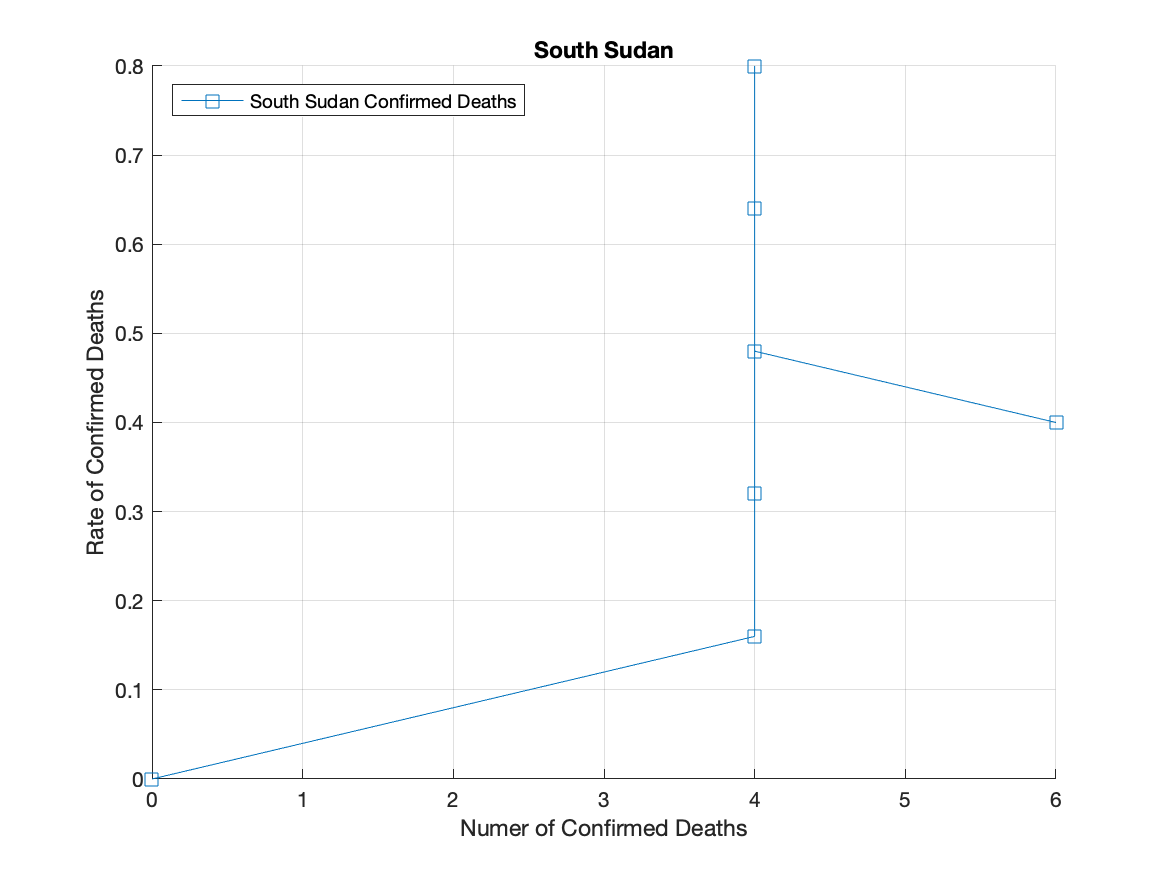 South Sudan
South Sudan Confirmed Deaths
0.8
0.7
0.6
0.5
0.4
0.3
0.2
0.1
0
Rate of Confirmed Deaths
0 1 2 3 4 5 6
Numer of Confirmed Deaths